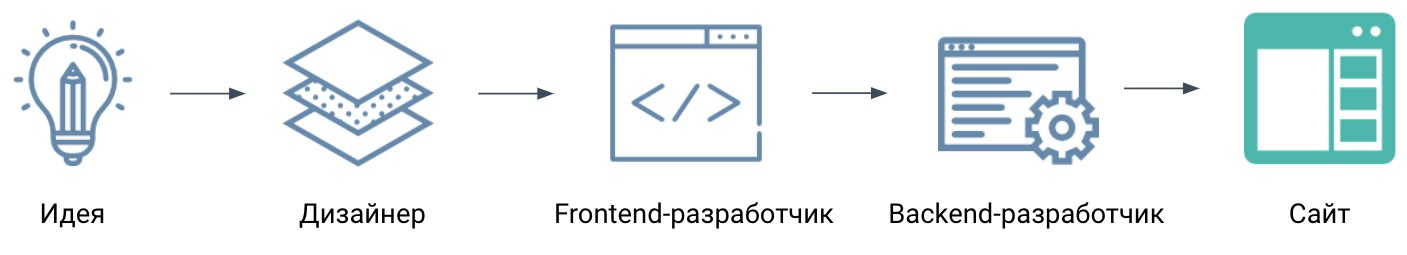 Идея
Дизайнер
Frontend-разработчик
Backend-разработчик
Сайт